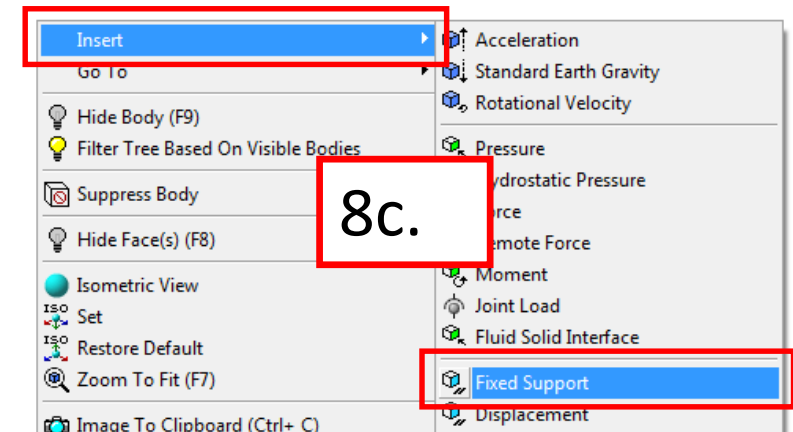 Insert
Go To
Hide Body (F9)
Filter Tree Based On Visible Bodies
Suppress Body
Hide Face(s) (F8)
Isometric View
ISO
Set
ISO
Restore Default
Zoom To Fit (F7)
Image To Clipboard (Ctrl+ C)
8c.
Acceleration
Standard Earth Gravity
Rotational Velocity
Pressure
ydrostatic Pressure
orce
emote Force
Moment
Joint Load
Fluid Solid Interface
Fixed Support
Displacement